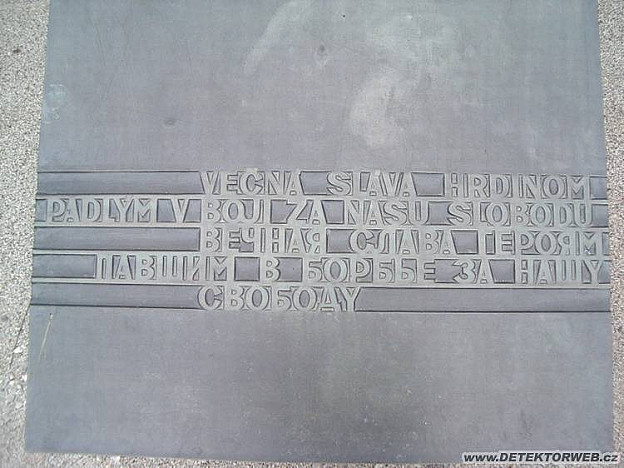 VEČNÁ SLÁVA HRDINOM
PADLÝM V BOJI ZA NAŠU SLOBODU
ВЕЧНАЯ СЛАВА ГЕРОЯМ
ПАВШИМ В БОРЬБЕ ЗА НАШУ
СВОБОДУ
www.DETEKTORWEB.cz